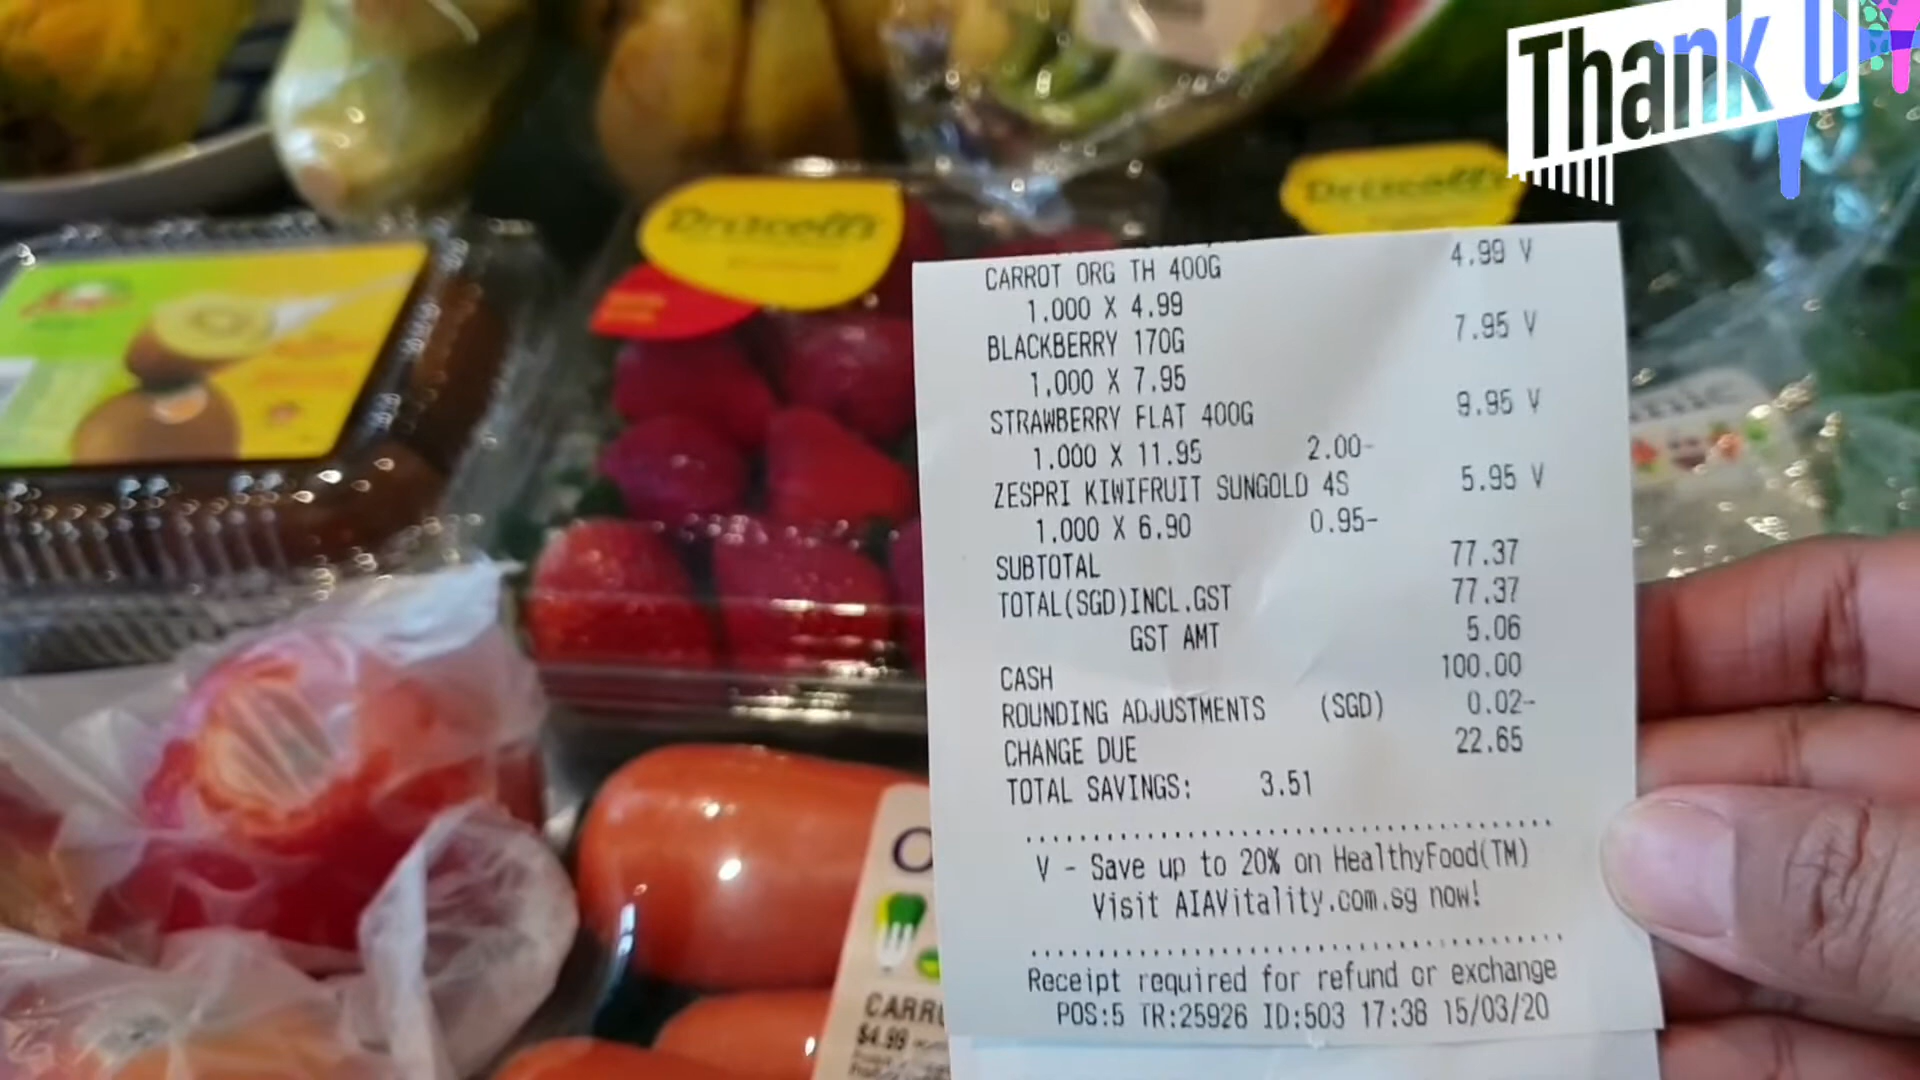 Thank U
Driscoll's
Driscoll's
CARROT ORG TH 400G 4.99 V
1.000 X 4.99
BLACKBERRY 170G 7.95 V
1.000 X 7.95
STRAWBERRY FLAT 400G 9.95 V
1.000 X 11.95 2.00-
ZESPRI KIWIFRUIT SUNGOLD 4S 5.95 V
1.000 X 6.90 0.95-
SUBTOTAL 77.37
TOTAL(SGD)INCL.GST 77.37
GST AMT 5.06
CASH 100.00
ROUNDING ADJUSTMENTS (SGD) 0.02-
CHANGE DUE 22.65
TOTAL SAVINGS: 3.51
V - Save up to 20% on HealthyFood(TM)
Visit AIAVitality.com.sg now!
Receipt required for refund or exchange
POS:5 TR:25926 ID:503 17:38 15/03/20
CARR
$4.99